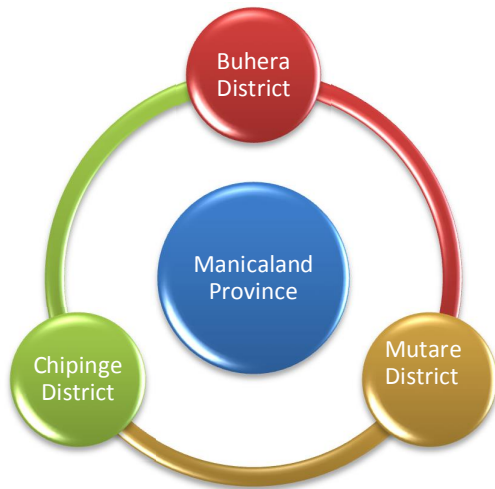 Buhera
District
Manicaland
Province
Chipinge
District
Mutare
District